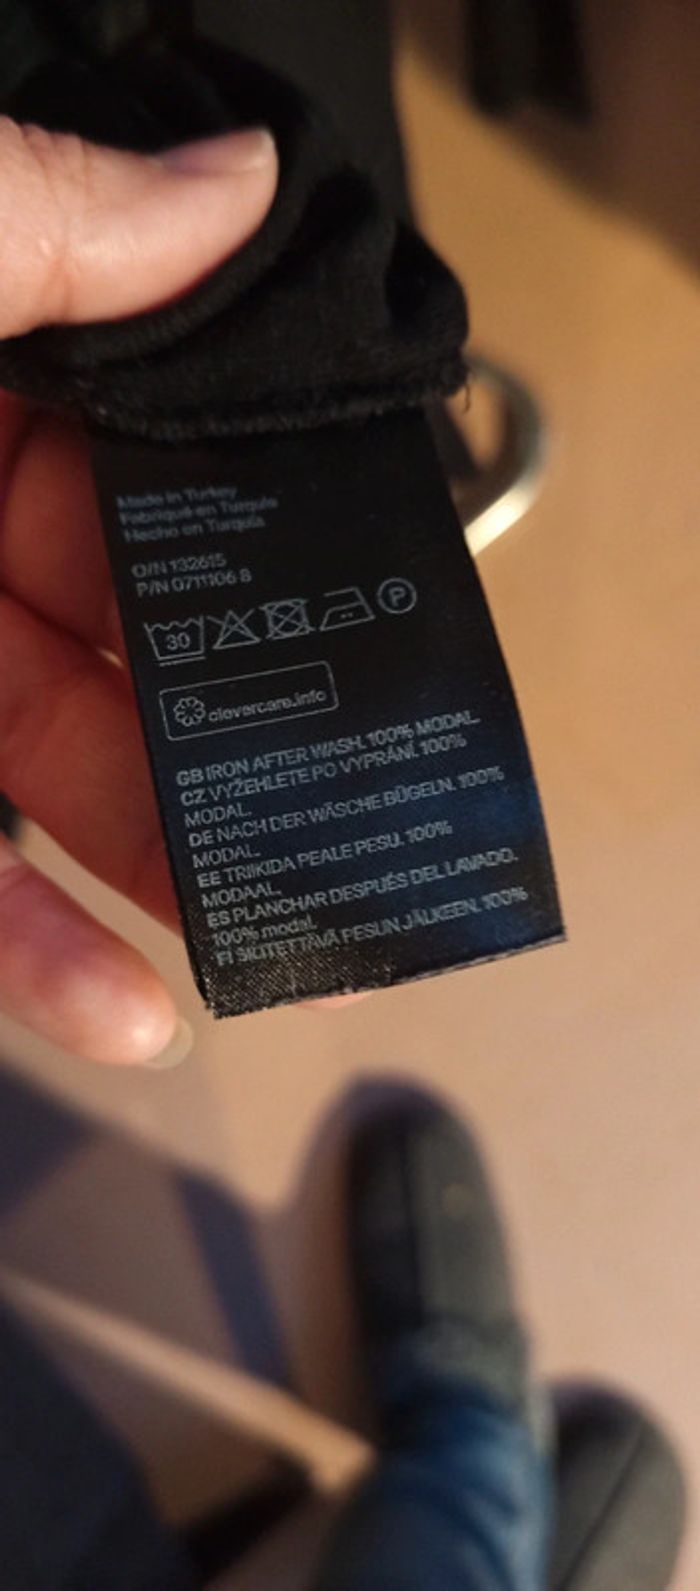 Made in Turkey
Fabriqué en Turquie
Hecho en Turquía
O/N 132615
P/N 0711106 8
30 P
clevercare.info
GB IRON AFTER WASH. 100% MODAL.
CZ VYŽEHLETE PO VYPRÁNÍ. 100%
MODAL.
DE NACH DER WÄSCHE BÜGELN. 100%
MODAL.
EE TRIIKIDA PEALE PESU. 100%
MODAAL.
ES PLANCHAR DESPUÉS DEL LAVADO.
100% modal.
FI SILITETTÄVÄ PESUN JÄLKEEN. 100%